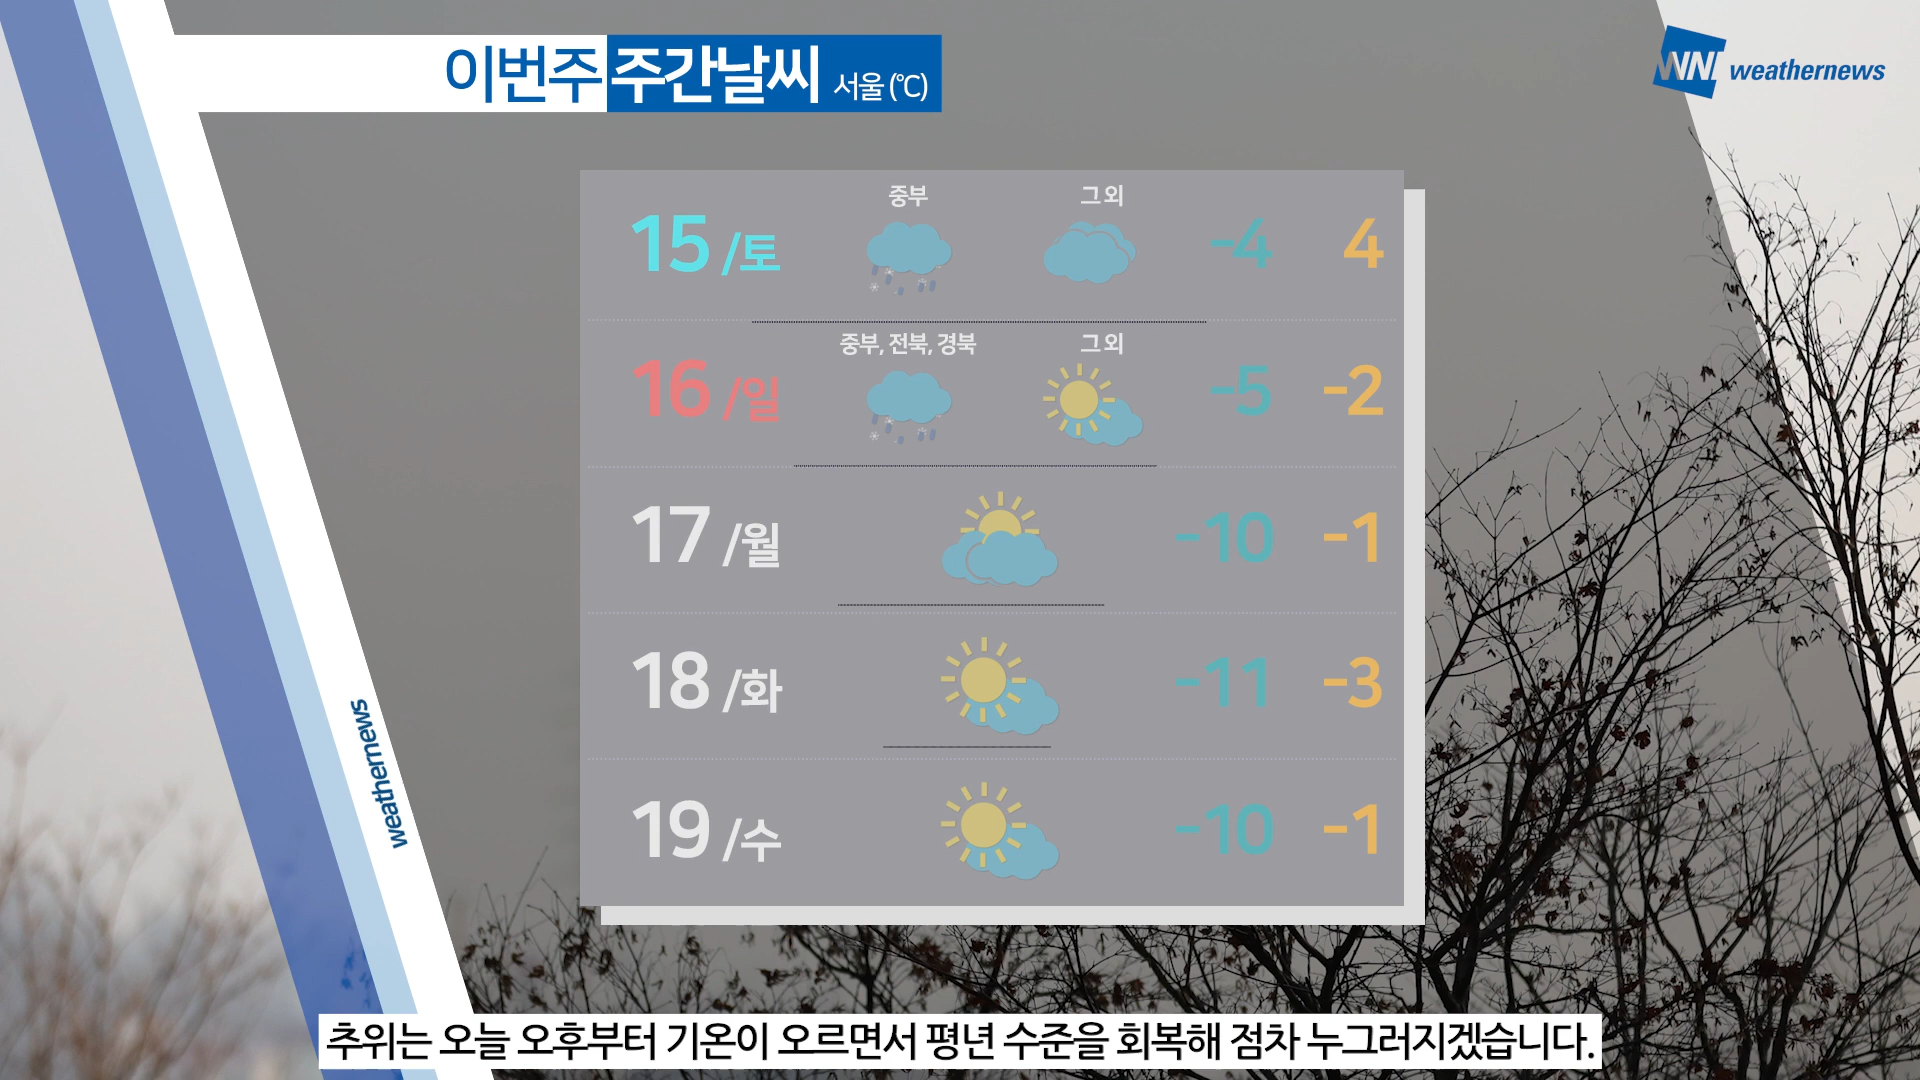 이번주 주간날씨 서울 (℃)
WNI weathernews
중부 그 외
15 /토 -4 4
중부, 전북, 경북 그 외
16 /일 -5 -2
17 /월 -10 -1
18 /화 -11 -3
19 /수 -10 -1
weathernews
추위는 오늘 오후부터 기온이 오르면서 평년 수준을 회복해 점차 누그러지겠습니다.